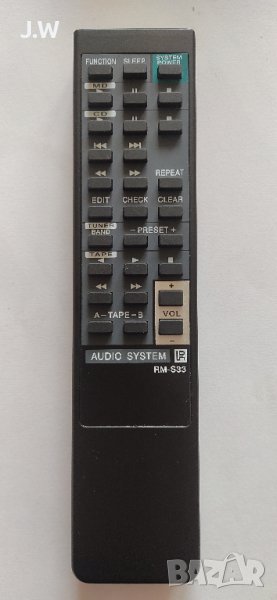 J.W
FUNCTION SLEEP SYSTEM POWER
MD
CD
REPEAT
EDIT CHECK CLEAR
TUNER BAND - PRESET +
TAPE
+
A-TAPE-B VOL
-
AUDIO SYSTEM
RM-S33
BAZAR